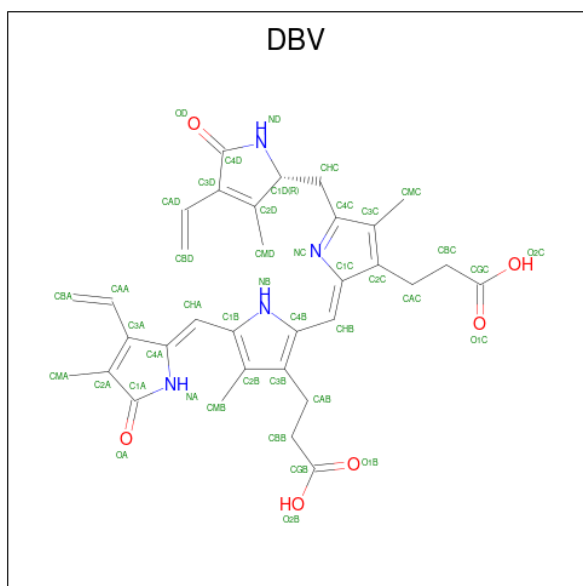 DBV
H
OD O N ND
C4D CHC
C3D C1D(R) CMC
CAD C2D C4C C3C
CBD CMD NC N C1C CBC O2C
NB CGC OH
CBA CAA CHA H C2C CAC
C1B N C4B CHB O
C3A C4A O1C
CMA C2A NH NA C2B C3B
C1A CMB CAB
OA O CBB
CGB O O1B
HO
O2B